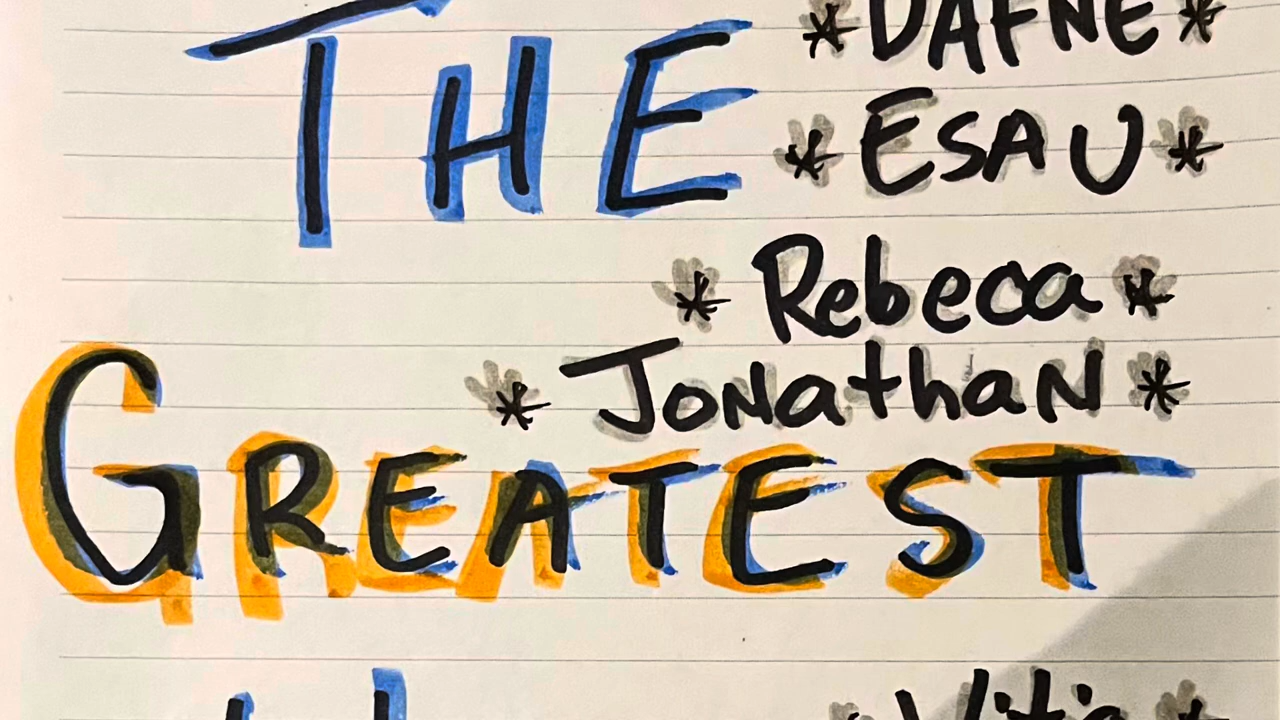 THE
* DAFNE *
* ESAU *
* Rebeca *
* Jonathan *
GREATEST